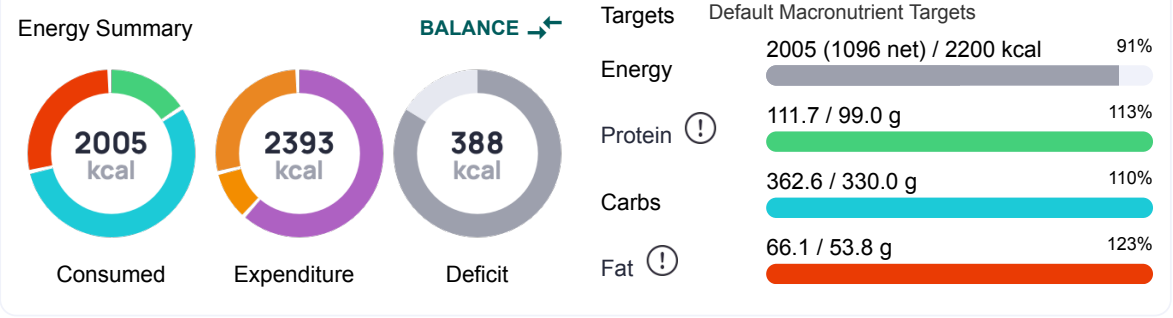 Energy Summary
BALANCE
2005
kcal
Consumed
2393
kcal
Expenditure
388
kcal
Deficit
Targets Default Macronutrient Targets
Energy 2005 (1096 net) / 2200 kcal 91%
Protein 111.7 / 99.0 g 113%
Carbs 362.6 / 330.0 g 110%
Fat 66.1 / 53.8 g 123%